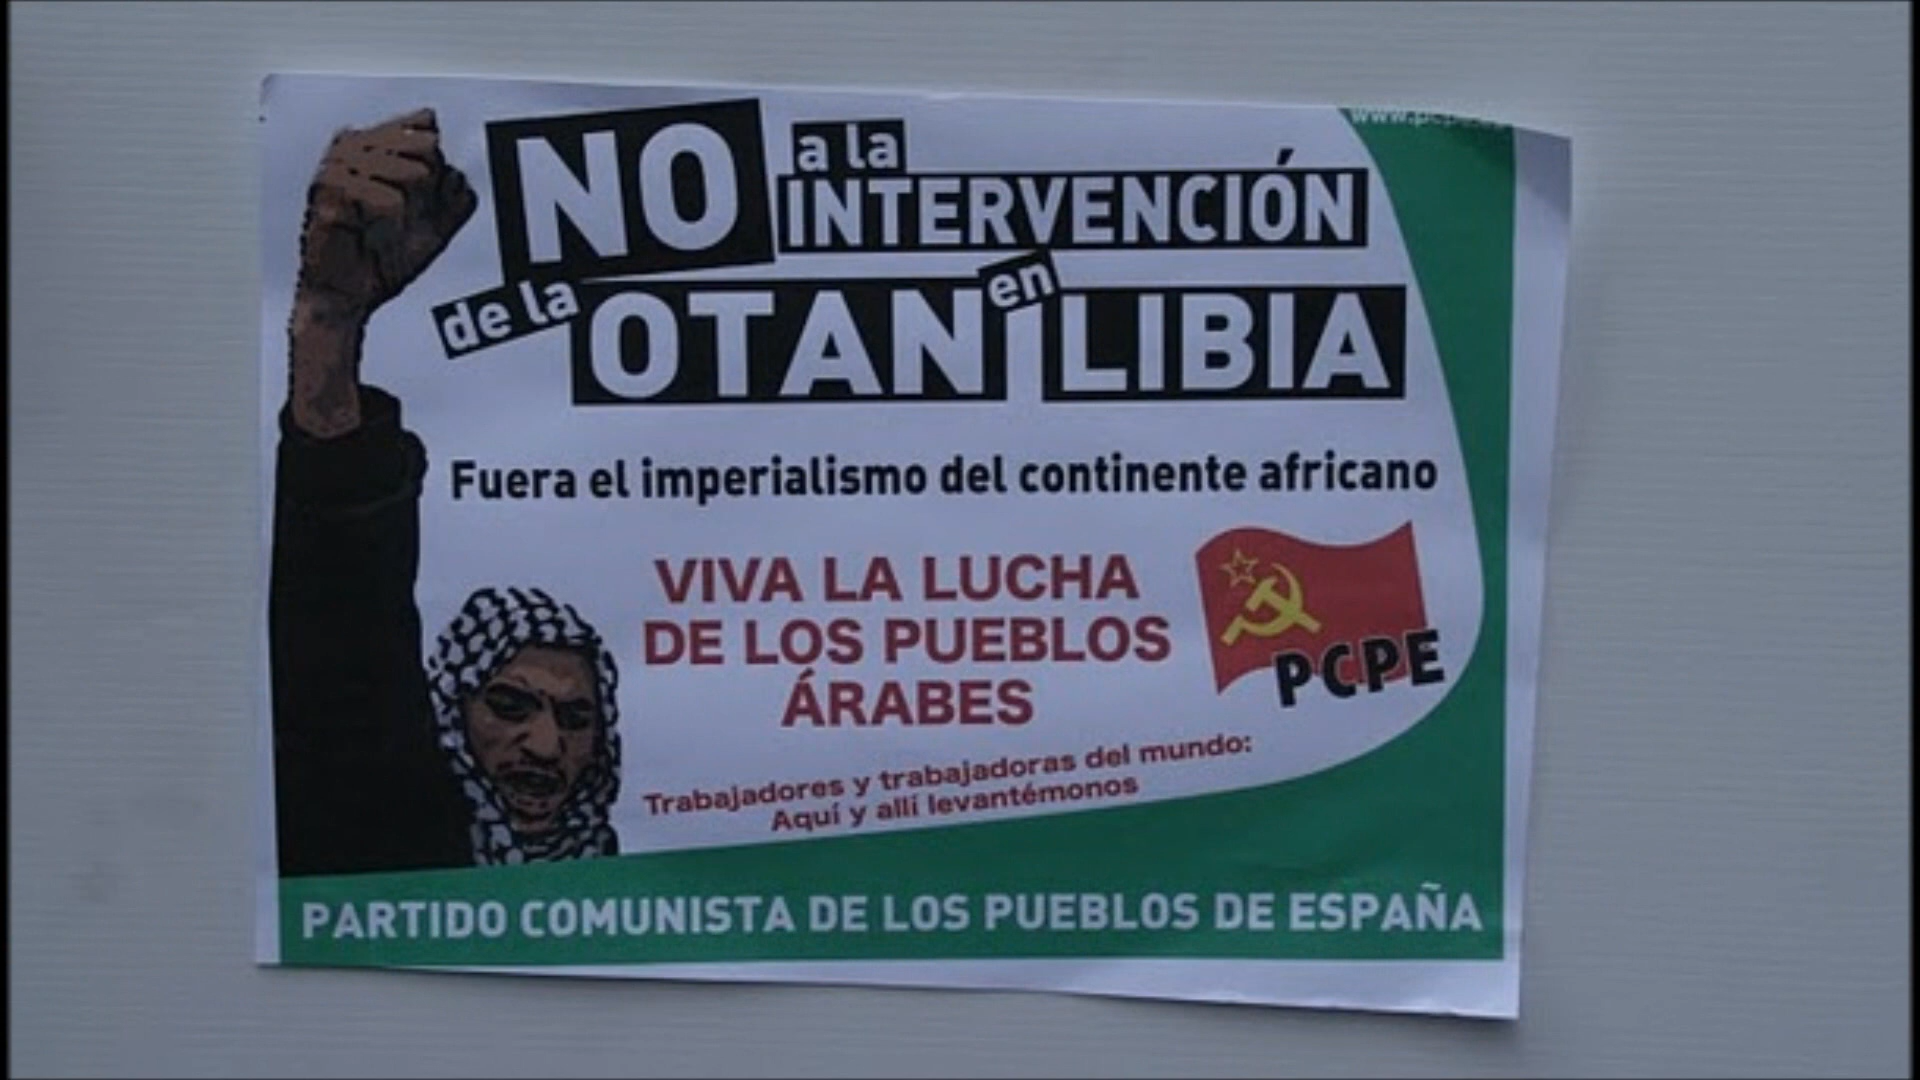 NO a la
INTERVENCIÓN
de la OTAN en LIBIA
Fuera el imperialismo del continente africano
VIVA LA LUCHA
DE LOS PUEBLOS
ÁRABES
PCPE
Trabajadores y trabajadoras del mundo:
Aquí y allí levantémonos
PARTIDO COMUNISTA DE LOS PUEBLOS DE ESPAÑA